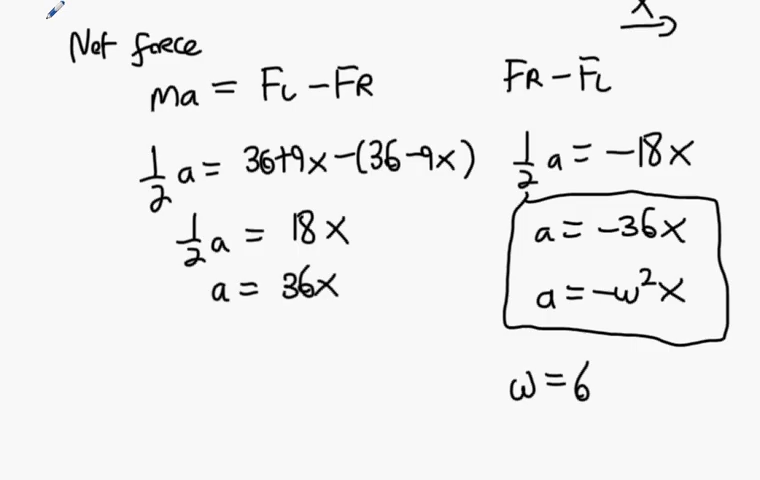 x
Net force
ma = FL - FR
1/2 a = 36+9x-(36-9x)
1/2 a = 18x
a = 36x
FR - FL
1/2 a = -18x
a = -36x
a = -ω²x
ω = 6